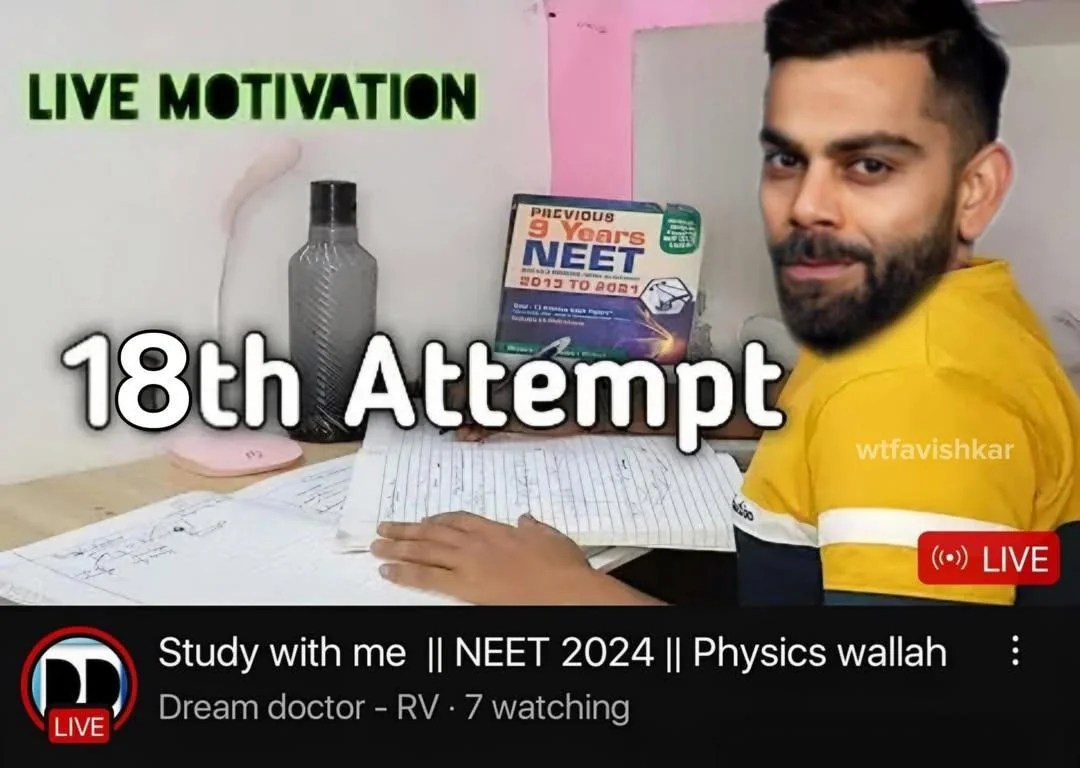 LIVE MOTIVATION
PREVIOUS
9 Years
NEET
2013 TO 2021
18th Attempt
wtfavishkar
LIVE
Study with me || NEET 2024 || Physics wallah
LIVE
Dream doctor - RV · 7 watching